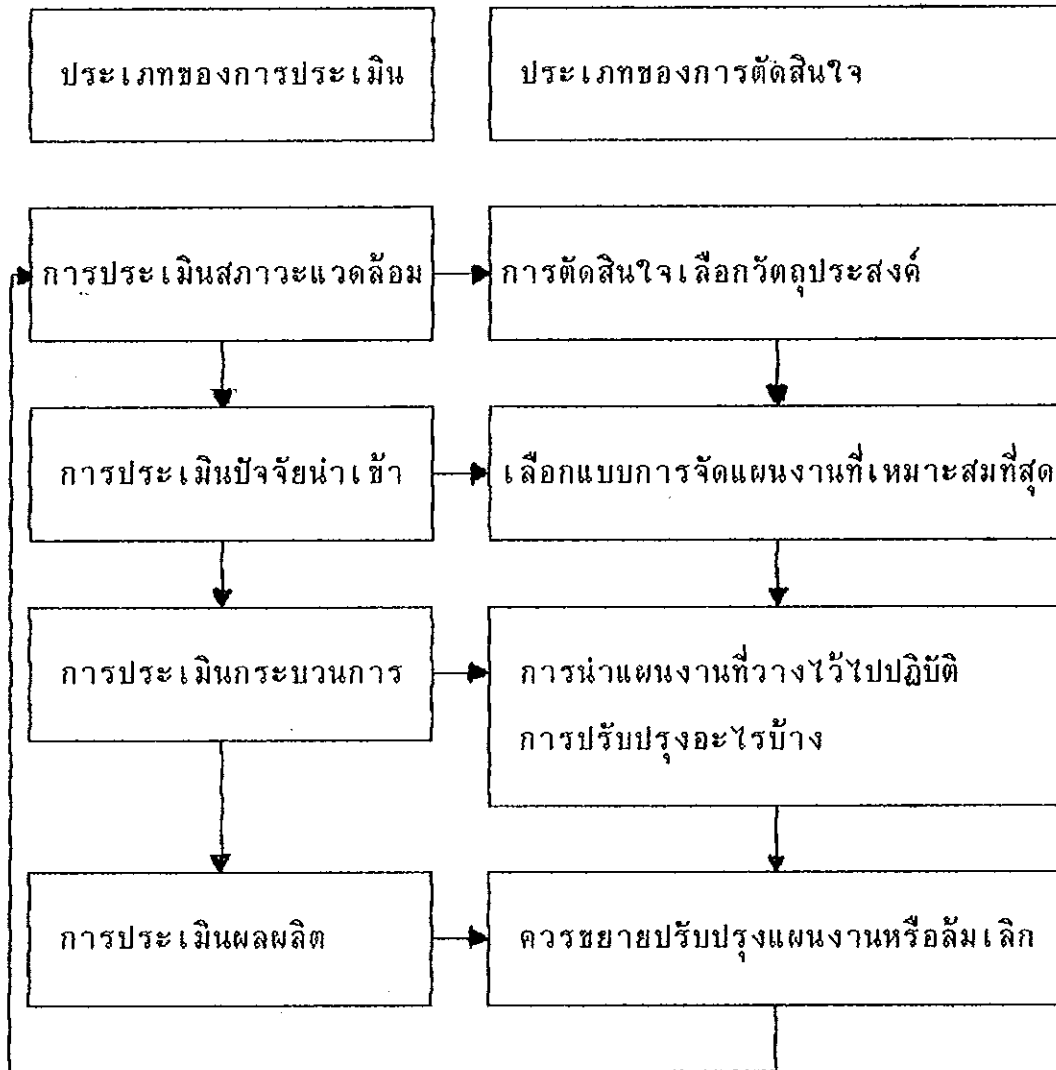 ประเภทของการประเมิน
ประเภทของการตัดสินใจ
การประเมินสภาวะแวดล้อม
การตัดสินใจเลือกวัตถุประสงค์
การประเมินปัจจัยนำเข้า
เลือกแบบการจัดแผนงานที่เหมาะสมที่สุด
การประเมินกระบวนการ
การนำแผนงานที่วางไว้ไปปฏิบัติ
การปรับปรุงอะไรบ้าง
การประเมินผลผลิต
ควรขยายปรับปรุงแผนงานหรือล้มเลิก